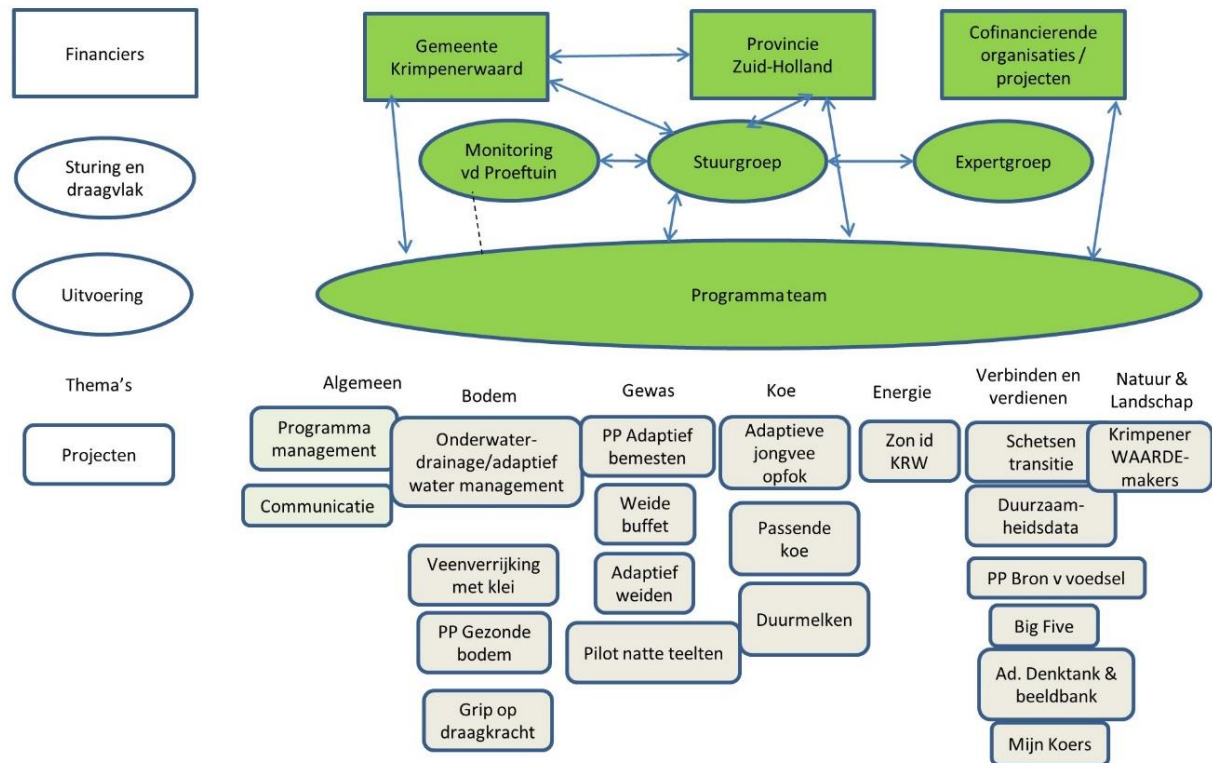 Financiers
Gemeente
Krimpenerwaard
Provincie
Zuid-Holland
Cofinancierende
organisaties /
projecten
Sturing en
draagvlak
Monitoring
vd Proeftuin
Stuurgroep
Expertgroep
Uitvoering
Programma team
Thema's
Algemeen
Bodem
Gewas
Koe
Energie
Verbinden en
verdienen
Natuur &
Landschap
Projecten
Programma
management
Communicatie
Onderwater-
drainage/adaptief
water management
Veenverrijking
met klei
PP Gezonde
bodem
Grip op
draagkracht
PP Adaptief
bemesten
Weide
buffet
Adaptief
weiden
Pilot natte teelten
Adaptieve
jongvee
opfok
Passende
koe
Duurmelken
Zon id
KRW
Schetsen
transitie
Duurzaam-
heidsdata
PP Bron v voedsel
Big Five
Ad. Denktank &
beeldbank
Mijn Koers
Krimpener
WAARDE-
makers